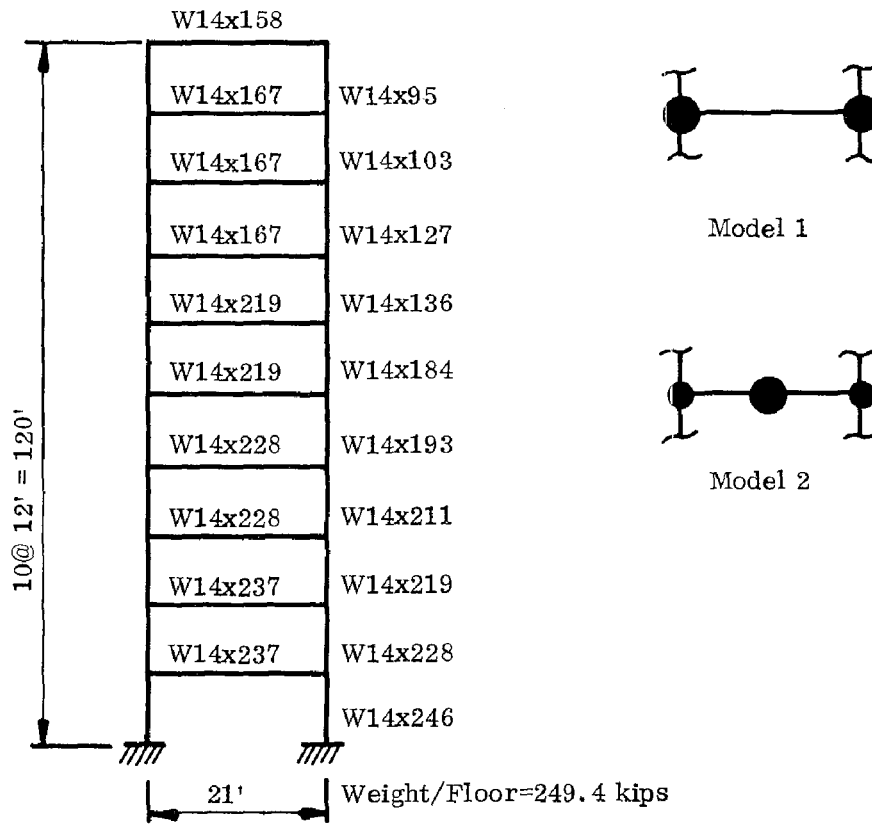 W14x158
W14x167 W14x95
W14x167 W14x103
Model 1
W14x167 W14x127
W14x219 W14x136
W14x219 W14x184
W14x228 W14x193
Model 2
W14x228 W14x211
10@ 12' = 120'
W14x237 W14x219
W14x237 W14x228
W14x246
21' Weight/Floor=249.4 kips